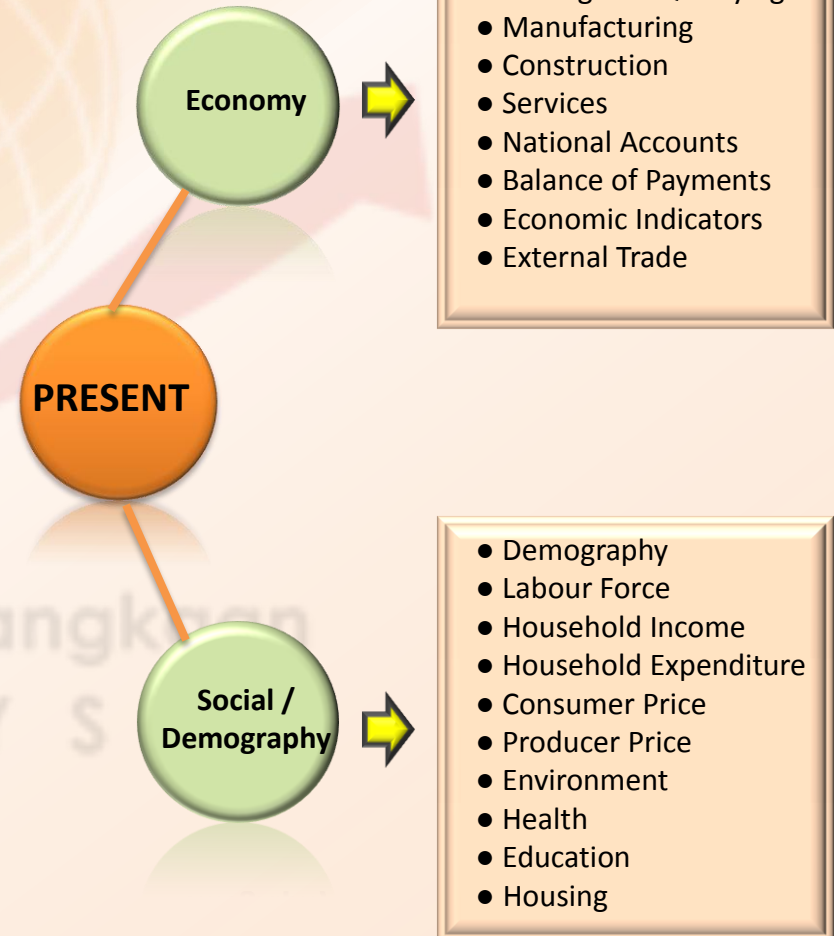 Economy
● Manufacturing
● Construction
● Services
● National Accounts
● Balance of Payments
● Economic Indicators
● External Trade
PRESENT
● Demography
● Labour Force
● Household Income
● Household Expenditure
● Consumer Price
● Producer Price
● Environment
● Health
● Education
● Housing
Social /
Demography